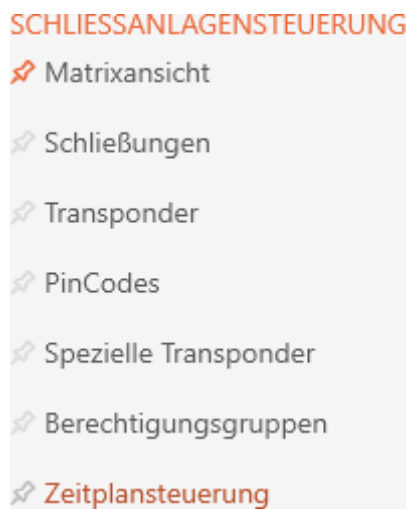 SCHLIESSANLAGENSTEUERUNG
Matrixansicht
Schließungen
Transponder
PinCodes
Spezielle Transponder
Berechtigungsgruppen
Zeitplansteuerung